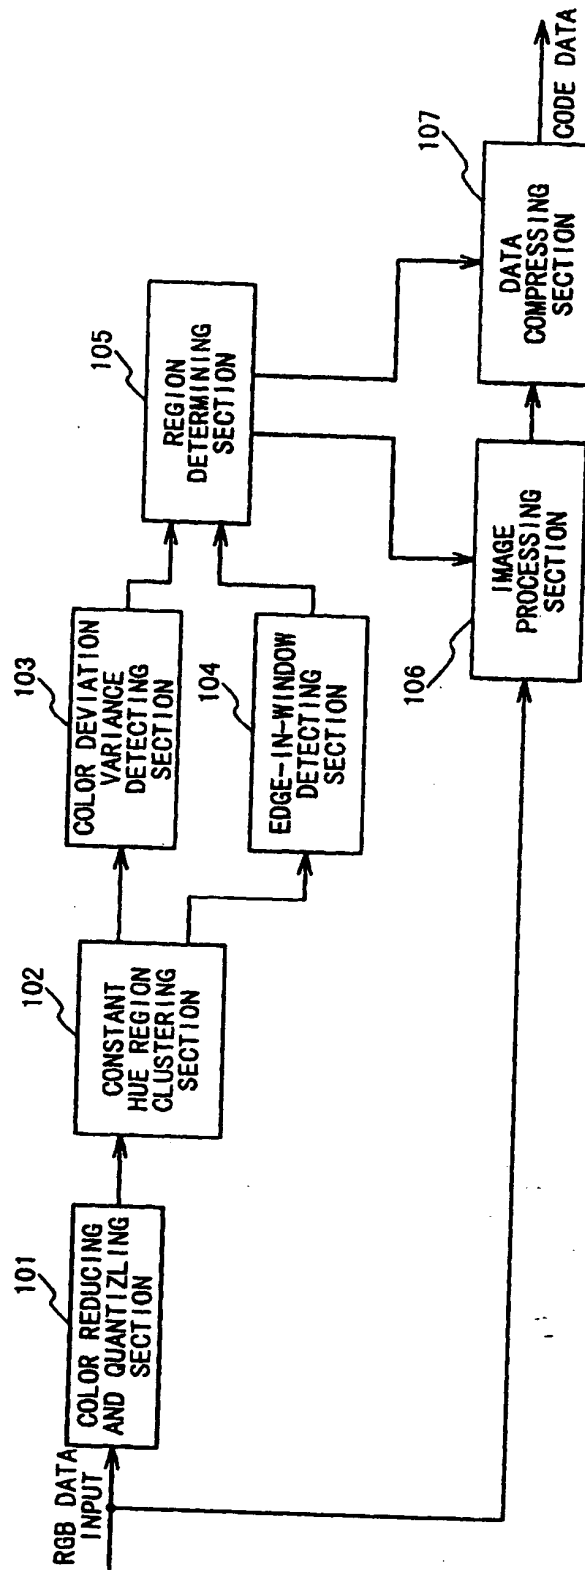 RGB DATA
INPUT
101
COLOR REDUCING
AND QUANTIZLING
SECTION
102
CONSTANT
HUE REGION
CLUSTERING
SECTION
103
COLOR DEVIATION
VARIANCE
DETECTING
SECTION
104
EDGE-IN-WINDOW
DETECTING
SECTION
105
REGION
DETERMINING
SECTION
106
IMAGE
PROCESSING
SECTION
107
DATA
COMPRESSING
SECTION
CODE DATA